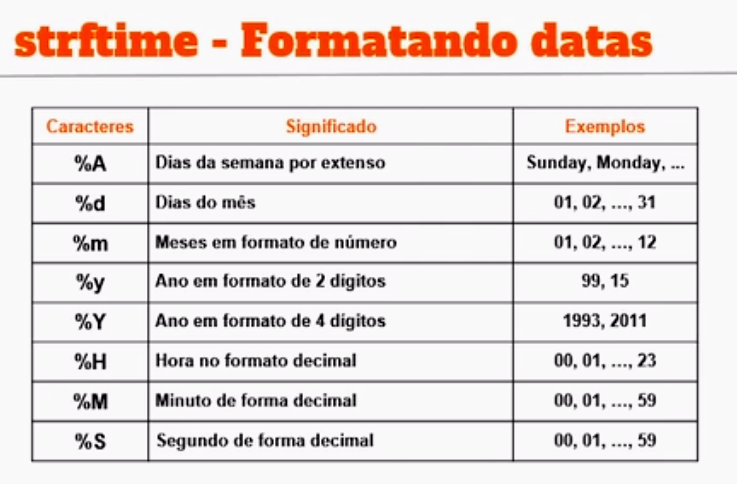 strftime - Formatando datas
Caracteres Significado Exemplos
%A Dias da semana por extenso Sunday, Monday, ...
%d Dias do mês 01, 02, ..., 31
%m Meses em formato de número 01, 02, ..., 12
%y Ano em formato de 2 digitos 99, 15
%Y Ano em formato de 4 digitos 1993, 2011
%H Hora no formato decimal 00, 01, ..., 23
%M Minuto de forma decimal 00, 01, ..., 59
%S Segundo de forma decimal 00, 01, ..., 59